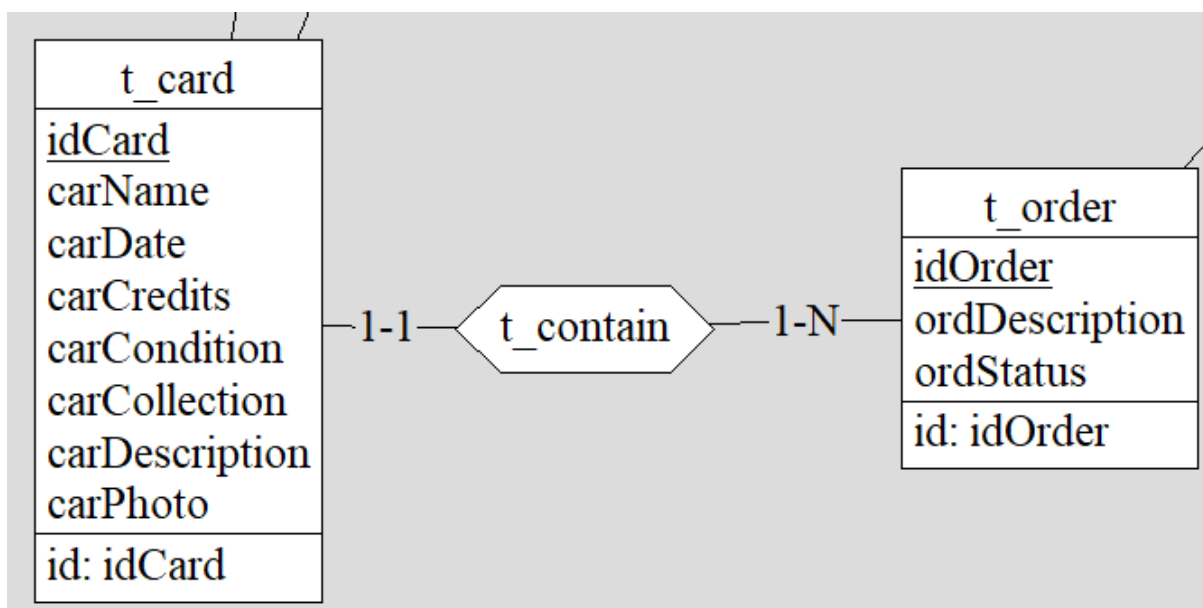 t_card
idCard
carName
carDate
carCredits
carCondition
carCollection
carDescription
carPhoto
id: idCard
1-1
t_contain
1-N
t_order
idOrder
ordDescription
ordStatus
id: idOrder